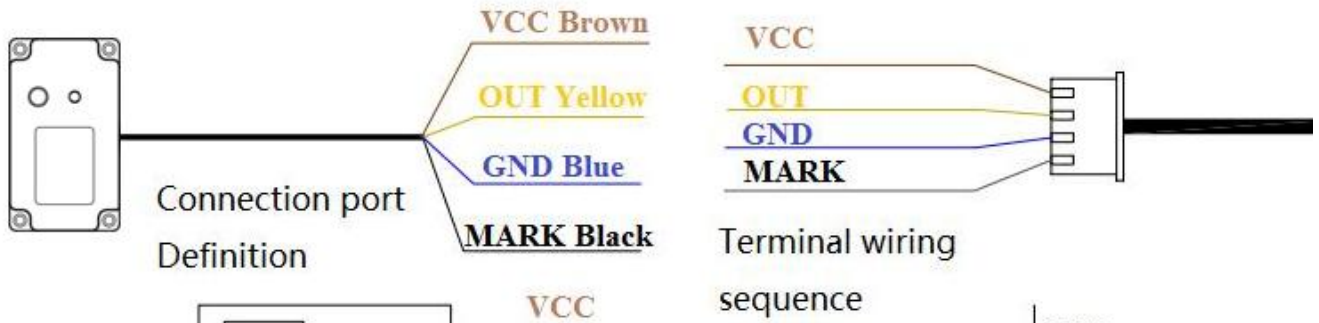 VCC Brown
OUT Yellow
GND Blue
MARK Black
Connection port
Definition
VCC
OUT
GND
MARK
Terminal wiring
sequence
VCC